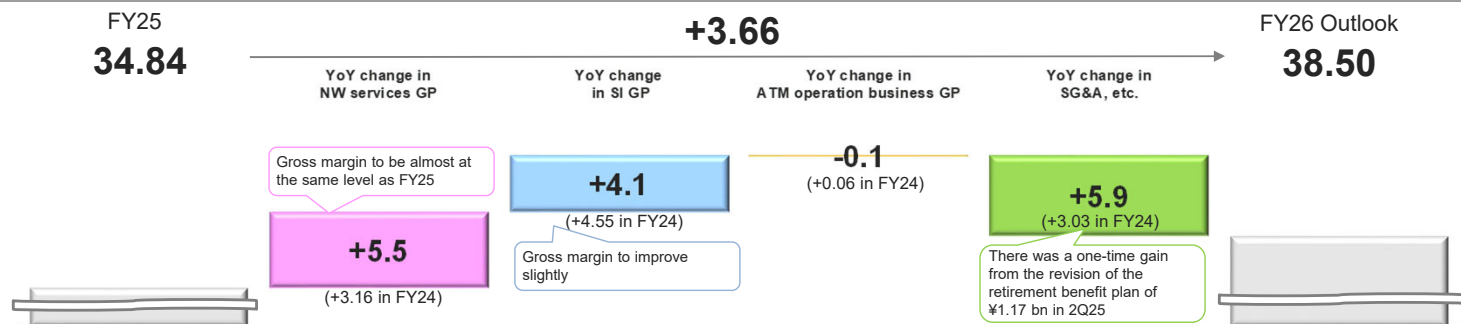 FY25
34.84
+3.66
FY26 Outlook
38.50
YoY change in
NW services GP
YoY change
in SI GP
YoY change in
ATM operation business GP
YoY change in
SG&A, etc.
Gross margin to be almost at
the same level as FY25
+5.5
(+3.16 in FY24)
+4.1
(+4.55 in FY24)
Gross margin to improve
slightly
-0.1
(+0.06 in FY24)
+5.9
(+3.03 in FY24)
There was a one-time gain
from the revision of the
retirement benefit plan of
¥1.17 bn in 2Q25